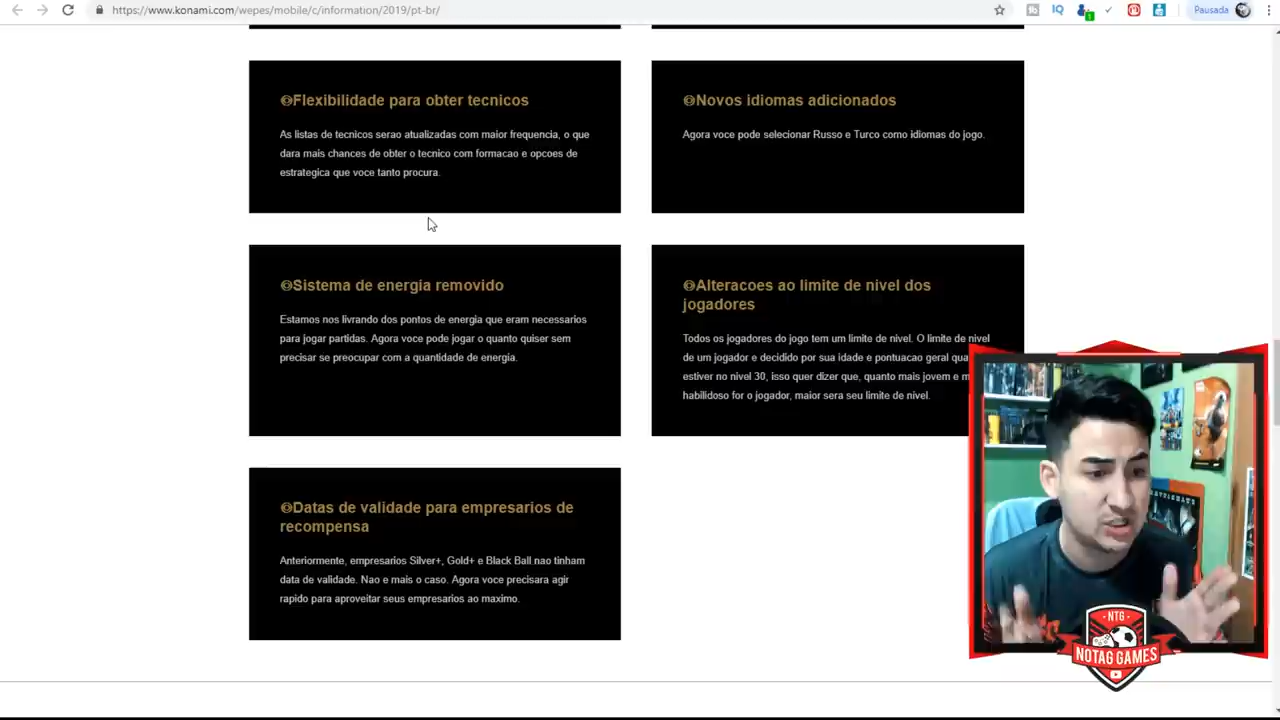 https://www.konami.com/wepes/mobile/c/information/2019/pt-br/
IQ
1
Pausada
Flexibilidade para obter tecnicos
As listas de tecnicos serao atualizadas com maior frequencia, o que
dara mais chances de obter o tecnico com formacao e opcoes de
estrategica que voce tanto procura.
Novos idiomas adicionados
Agora voce pode selecionar Russo e Turco como idiomas do jogo.
Sistema de energia removido
Estamos nos livrando dos pontos de energia que eram necessarios
para jogar partidas. Agora voce pode jogar o quanto quiser sem
precisar se preocupar com a quantidade de energia.
Alteracoes ao limite de nivel dos
jogadores
Todos os jogadores do jogo tem um limite de nivel. O limite de nivel
de um jogador e decidido por sua idade e pontuacao geral
estiver no nivel 30, isso quer dizer que, quanto mais jovem e
habilidoso for o jogador, maior sera seu limite de nivel.
Datas de validade para empresarios de
recompensa
Anteriormente, empresarios Silver+, Gold+ e Black Ball nao tinham
data de validade. Nao e mais o caso. Agora voce precisara agir
rapido para aproveitar seus empresarios ao maximo.
NTG
NOTAG GAMES